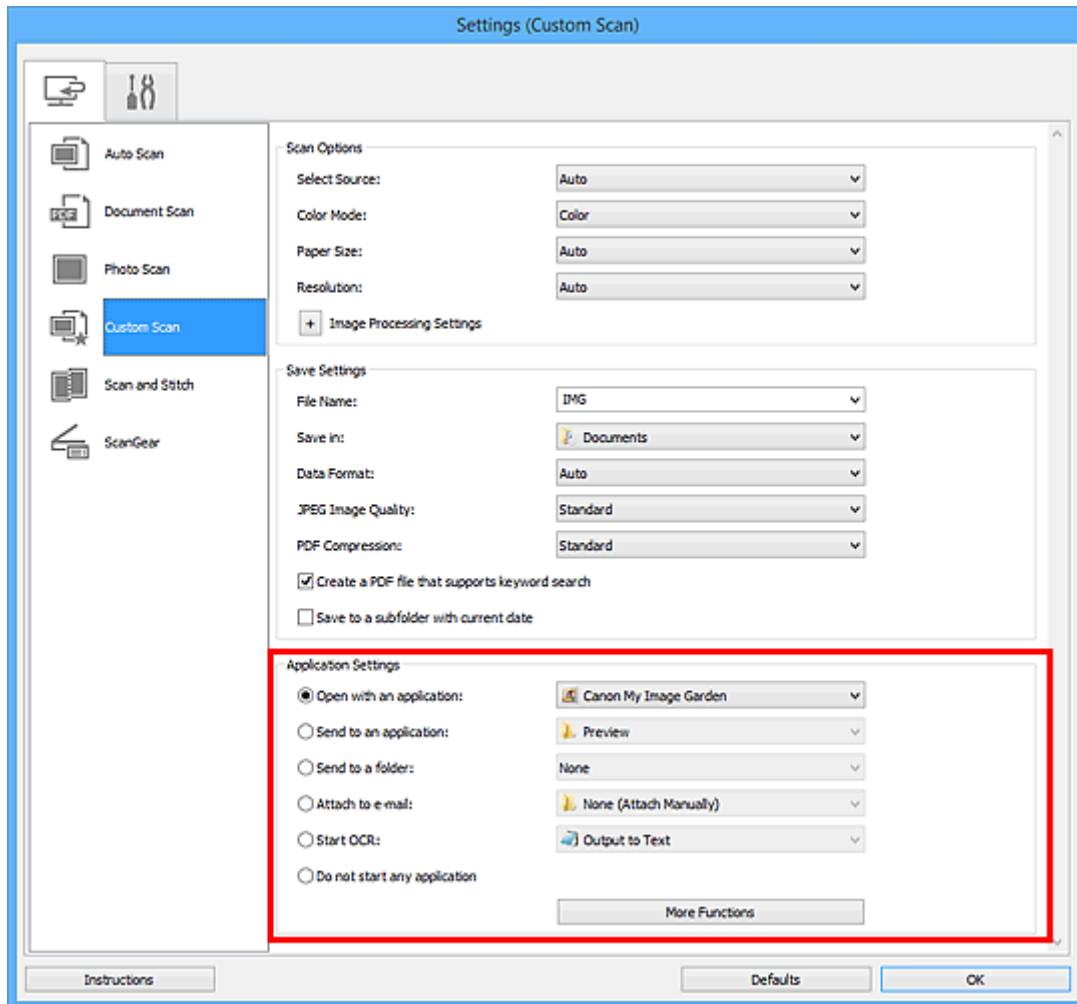 Settings (Custom Scan)
Auto Scan
PDF
Document Scan
Photo Scan
Custom Scan
Scan and Stitch
ScanGear
Scan Options
Select Source: Auto
Color Mode: Color
Paper Size: Auto
Resolution: Auto
+ Image Processing Settings
Save Settings
File Name: IMG
Save in: Documents
Data Format: Auto
JPEG Image Quality: Standard
PDF Compression: Standard
Create a PDF file that supports keyword search
Save to a subfolder with current date
Application Settings
Open with an application: Canon My Image Garden
Send to an application: Preview
Send to a folder: None
Attach to e-mail: None (Attach Manually)
Start OCR: Output to Text
Do not start any application
More Functions
Instructions Defaults OK